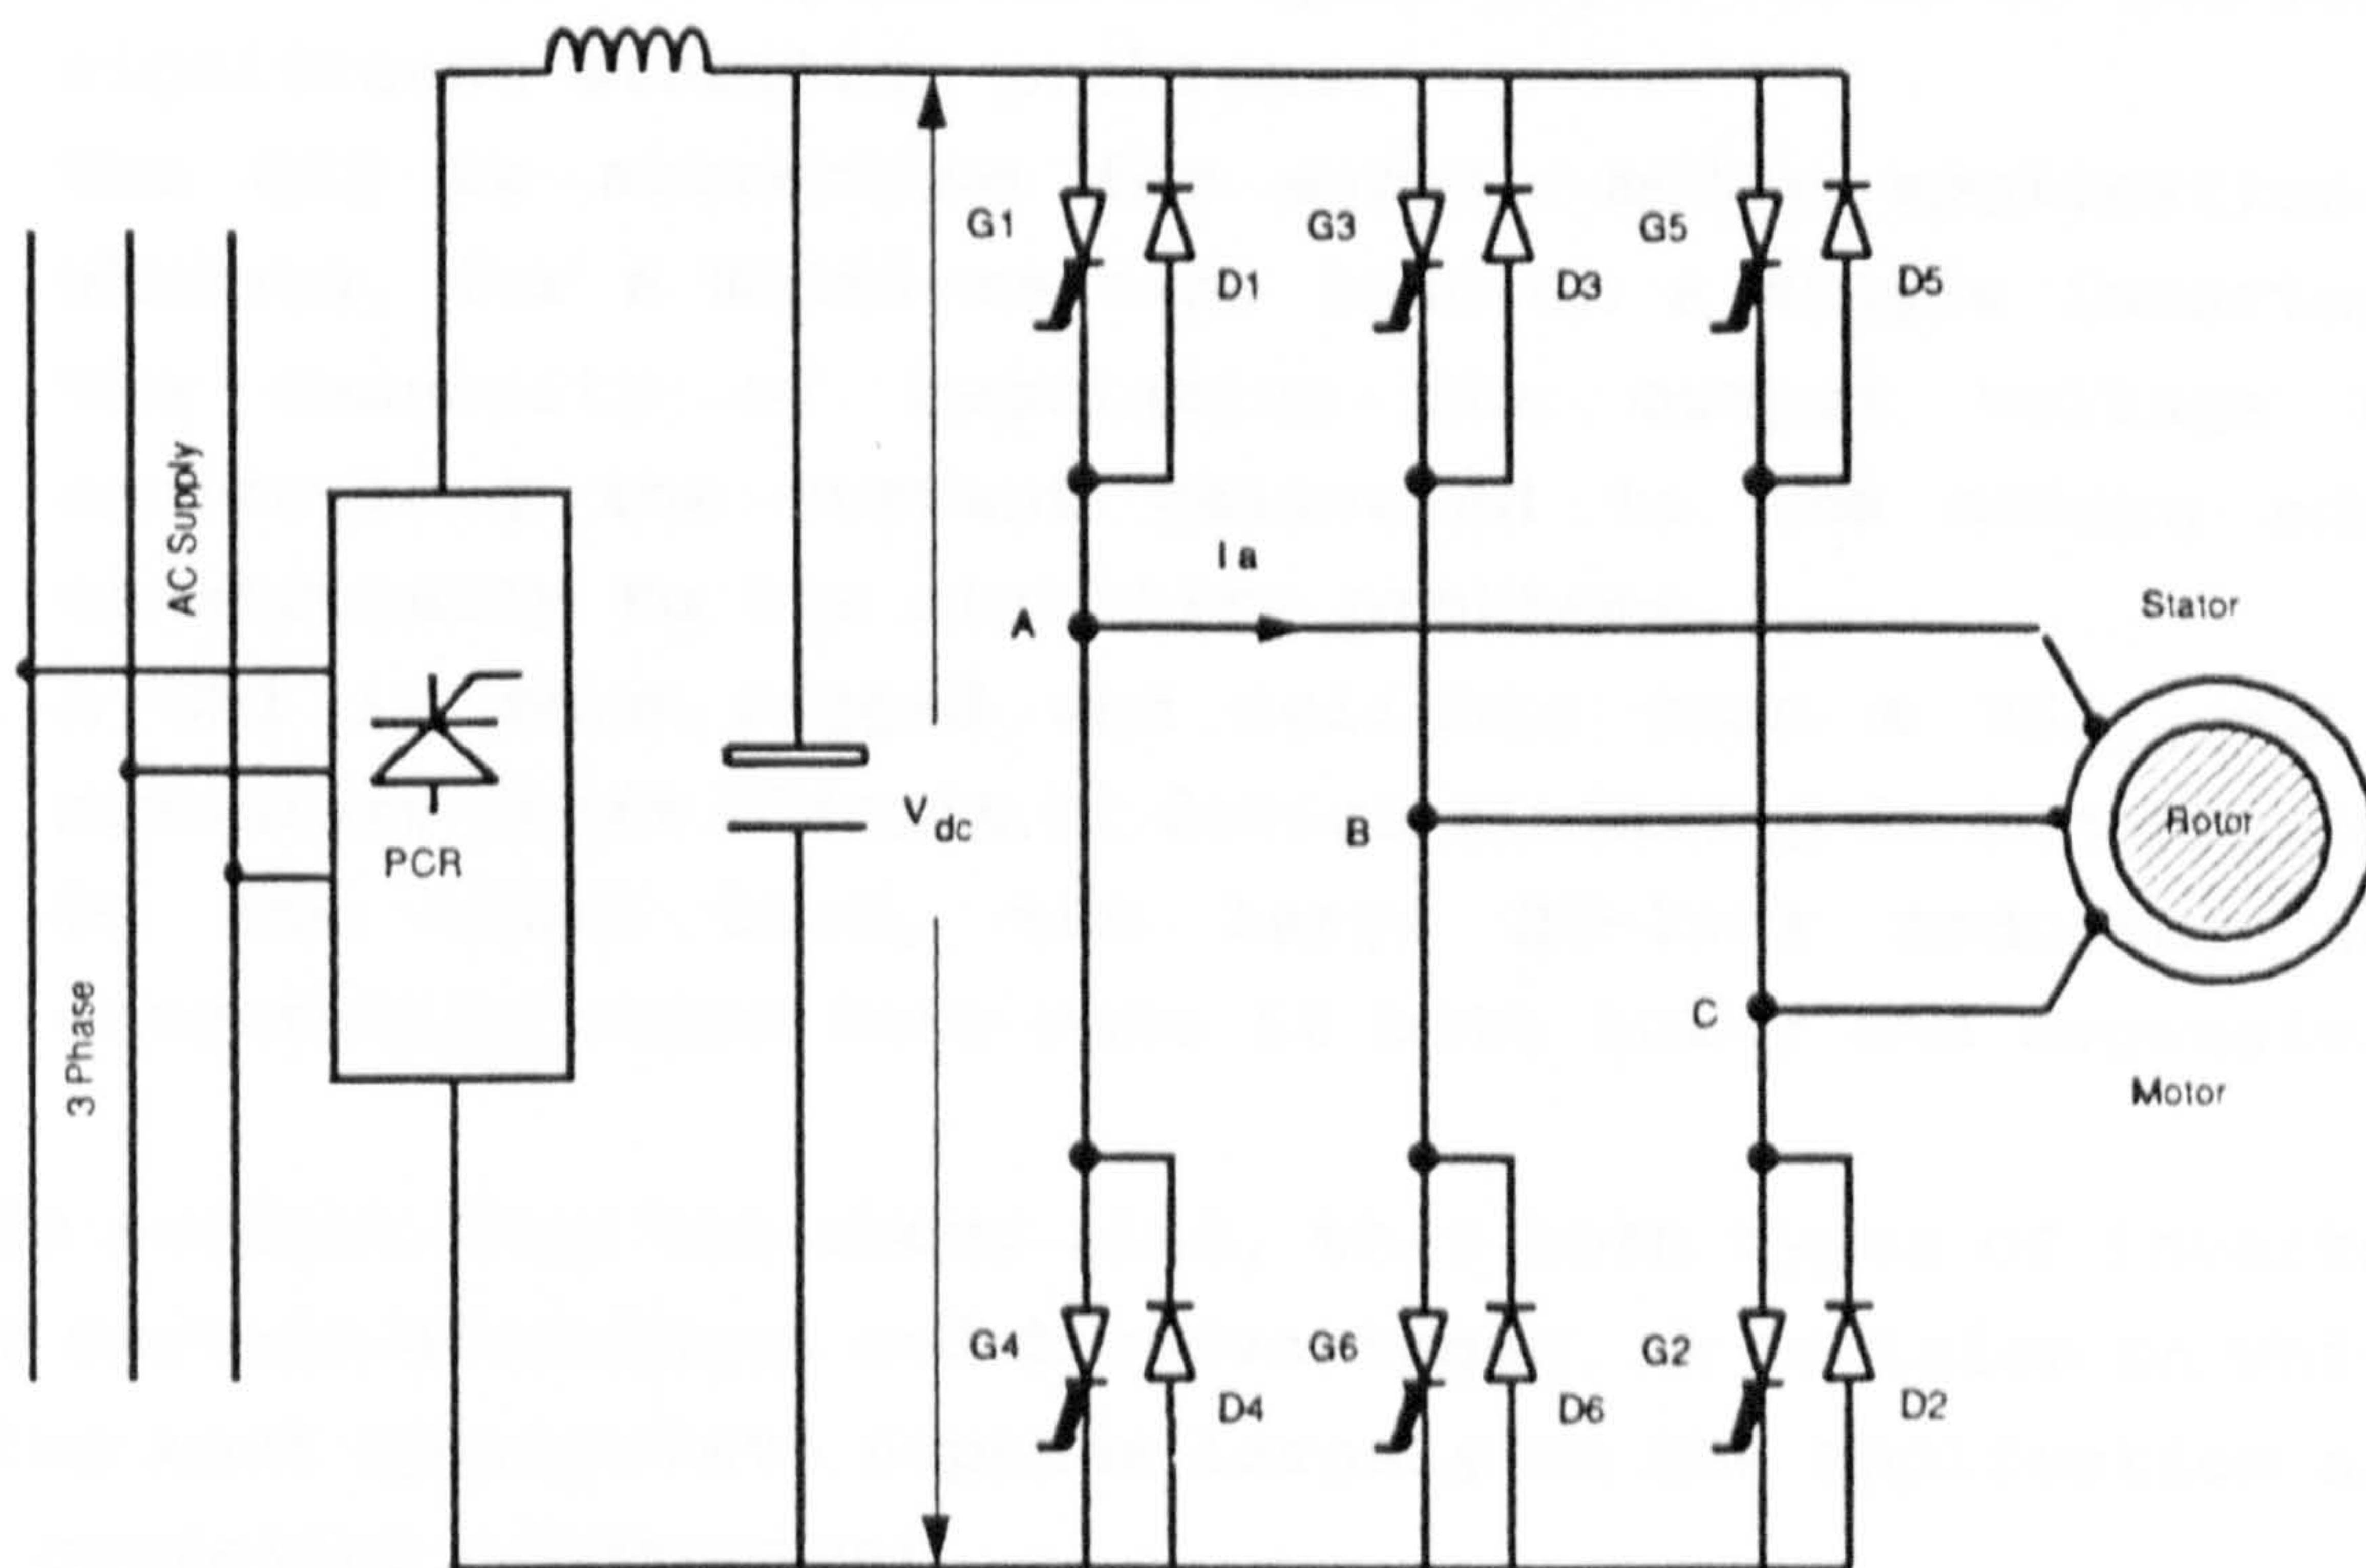 G1
D1
G3
D3
G5
D5
AC Supply
I a
A
Stator
PCR
V dc
B
Rotor
C
3 Phase
Motor
G4
D4
G6
D6
G2
D2